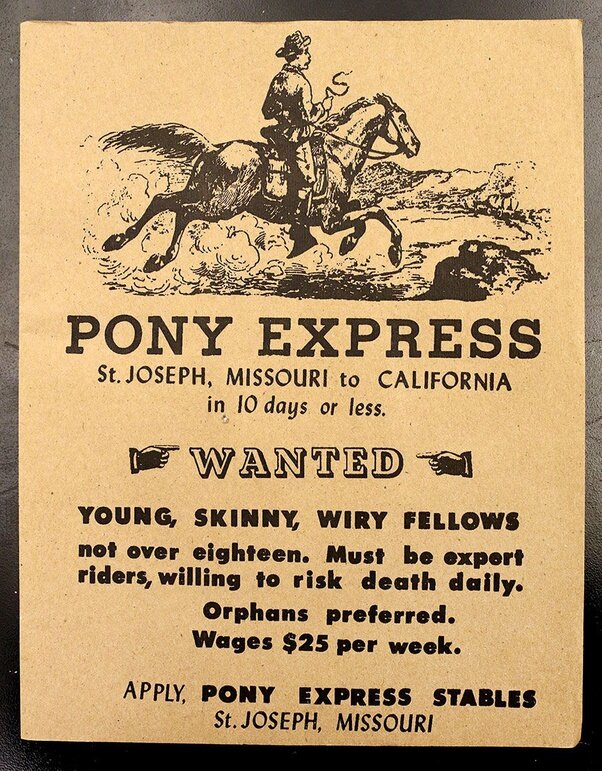 PONY EXPRESS
St. JOSEPH, MISSOURI to CALIFORNIA
in 10 days or less.
WANTED
YOUNG, SKINNY, WIRY FELLOWS
not over eighteen. Must be expert
riders, willing to risk death daily.
Orphans preferred.
Wages $25 per week.
APPLY, PONY EXPRESS STABLES
St. JOSEPH, MISSOURI